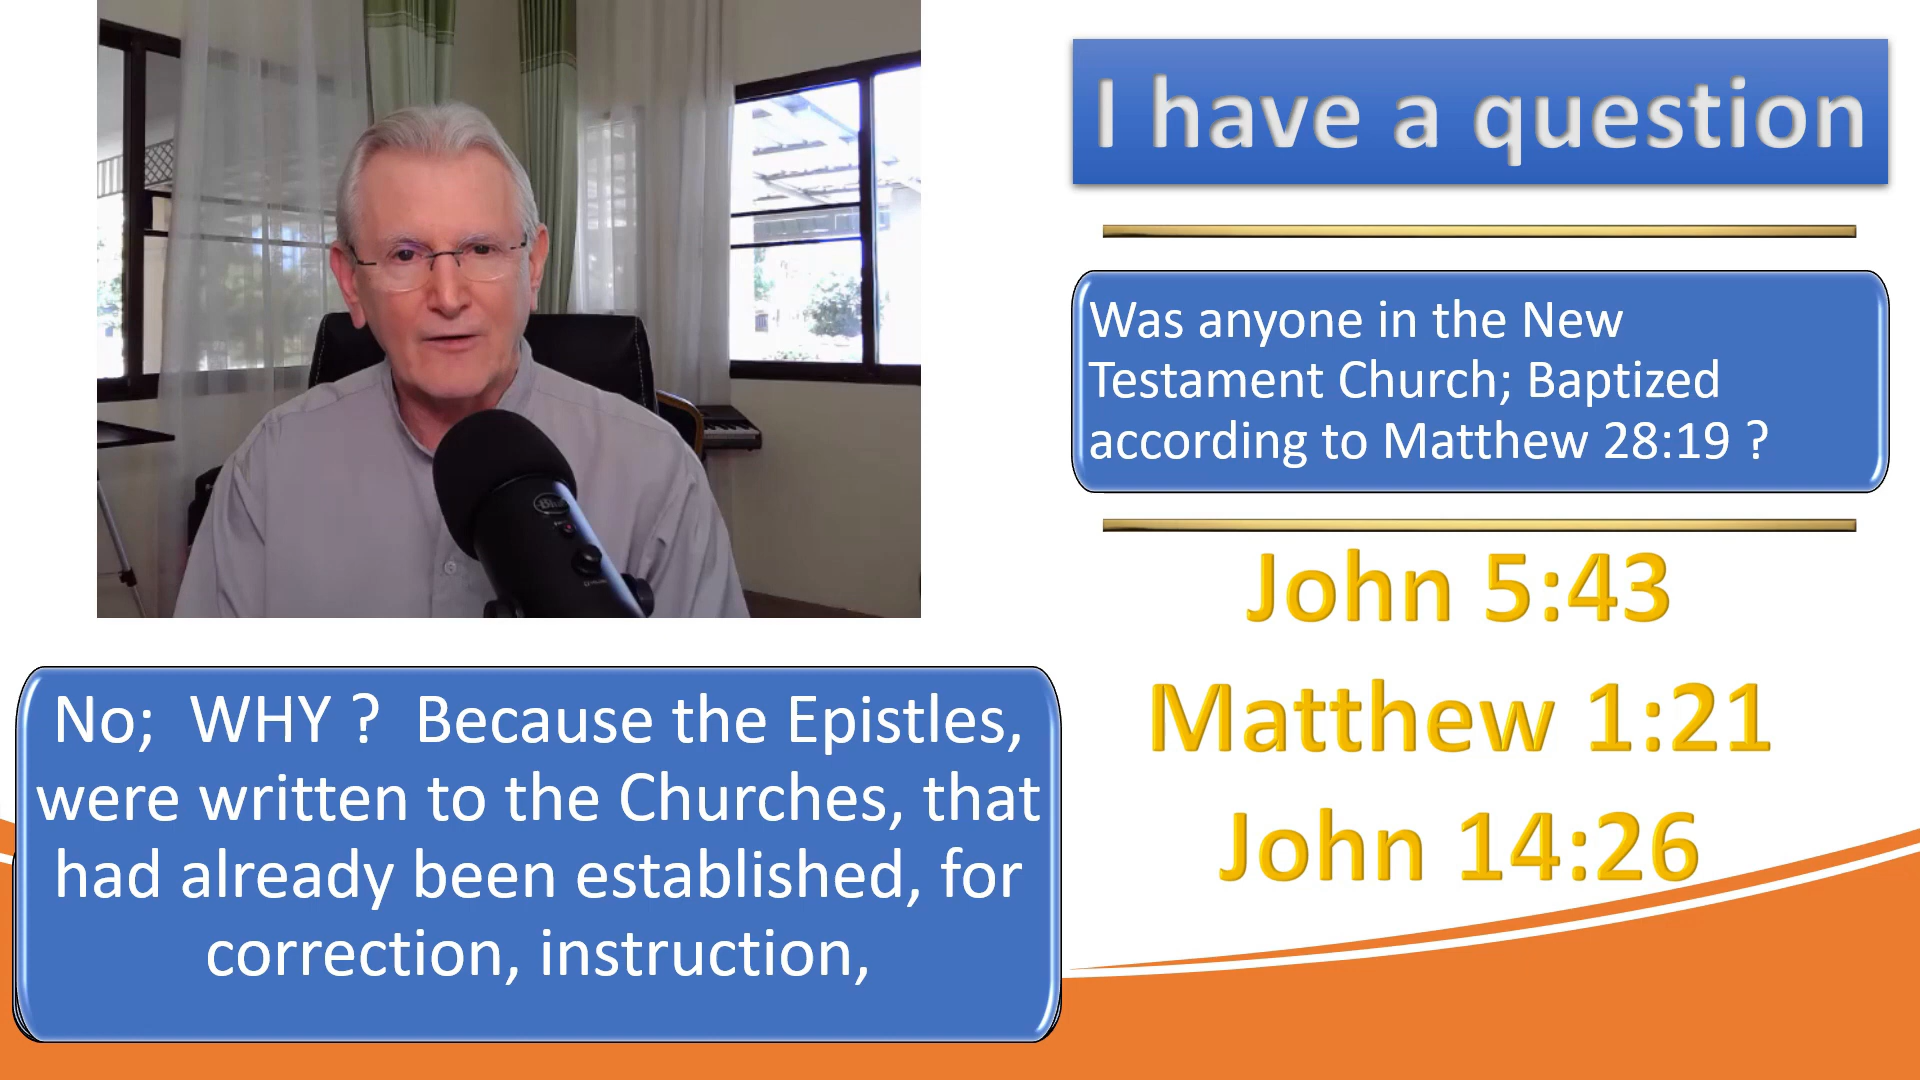 I have a question
Was anyone in the New
Testament Church; Baptized
according to Matthew 28:19 ?
John 5:43
Matthew 1:21
John 14:26
No;  WHY ?  Because the Epistles,
were written to the Churches, that
had already been established, for
correction, instruction,
Blue